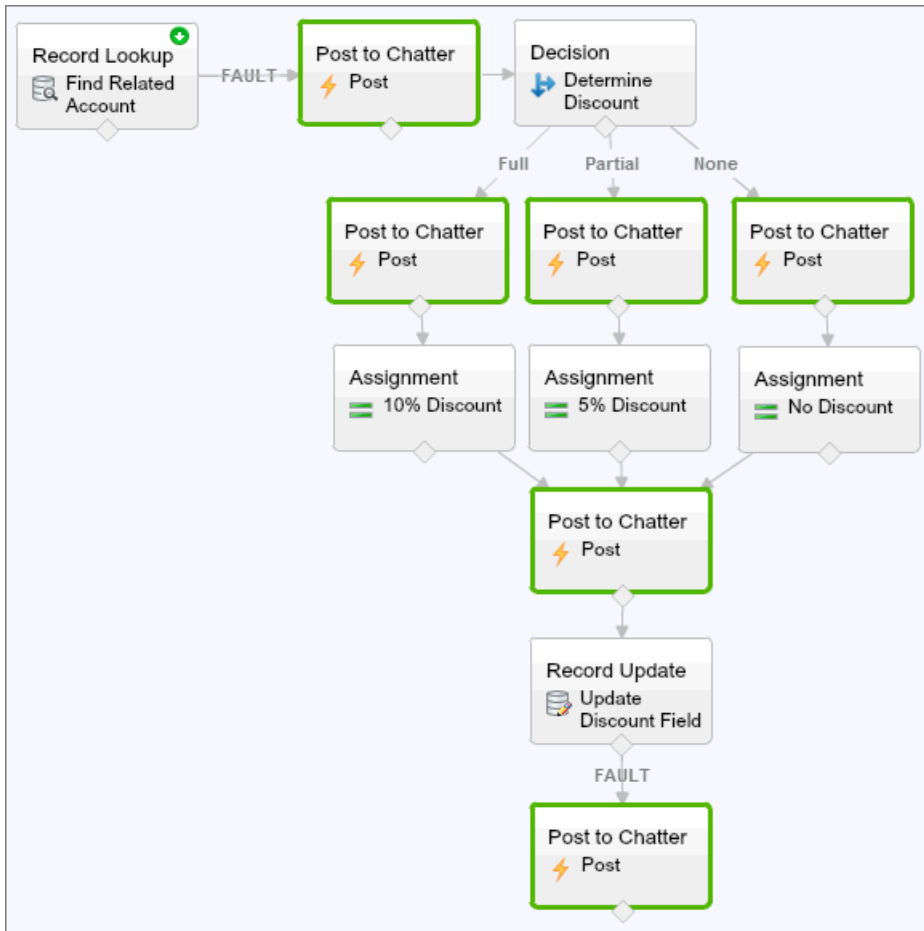 Record Lookup
Find Related
Account
FAULT
Post to Chatter
Post
Decision
Determine
Discount
Full
Partial
None
Post to Chatter
Post
Post to Chatter
Post
Post to Chatter
Post
Assignment
10% Discount
Assignment
5% Discount
Assignment
No Discount
Post to Chatter
Post
Record Update
Update
Discount Field
FAULT
Post to Chatter
Post